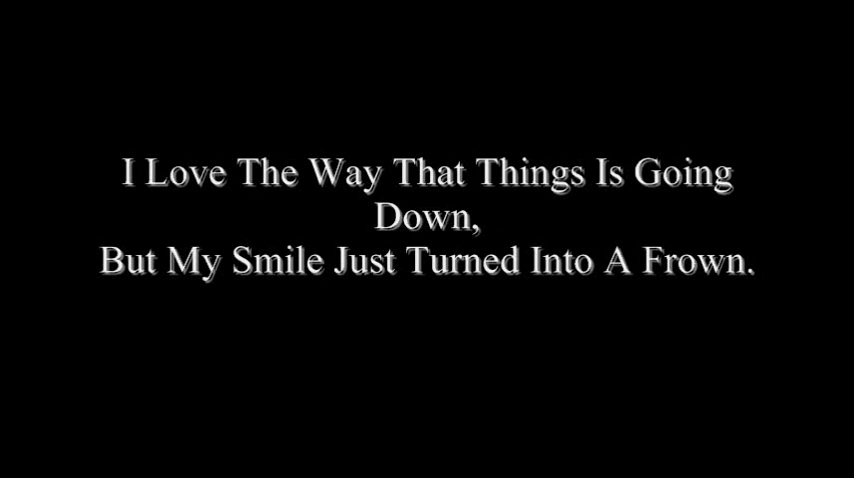 I Love The Way That Things Is Going
Down,
But My Smile Just Turned Into A Frown.